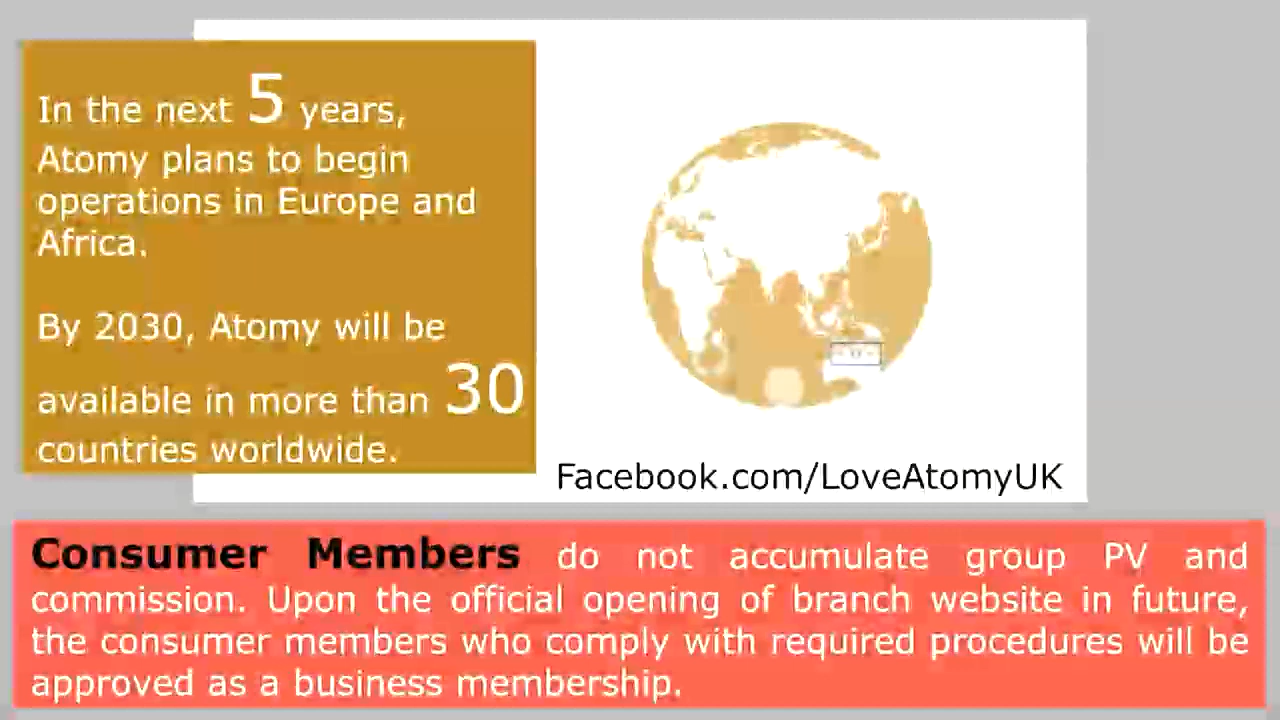 In the next 5 years,
Atomy plans to begin
operations in Europe and
Africa.
By 2030, Atomy will be
available in more than 30
countries worldwide.
Facebook.com/LoveAtomyUK
Consumer Members do not accumulate group PV and
commission. Upon the official opening of branch website in future,
the consumer members who comply with required procedures will be
approved as a business membership.